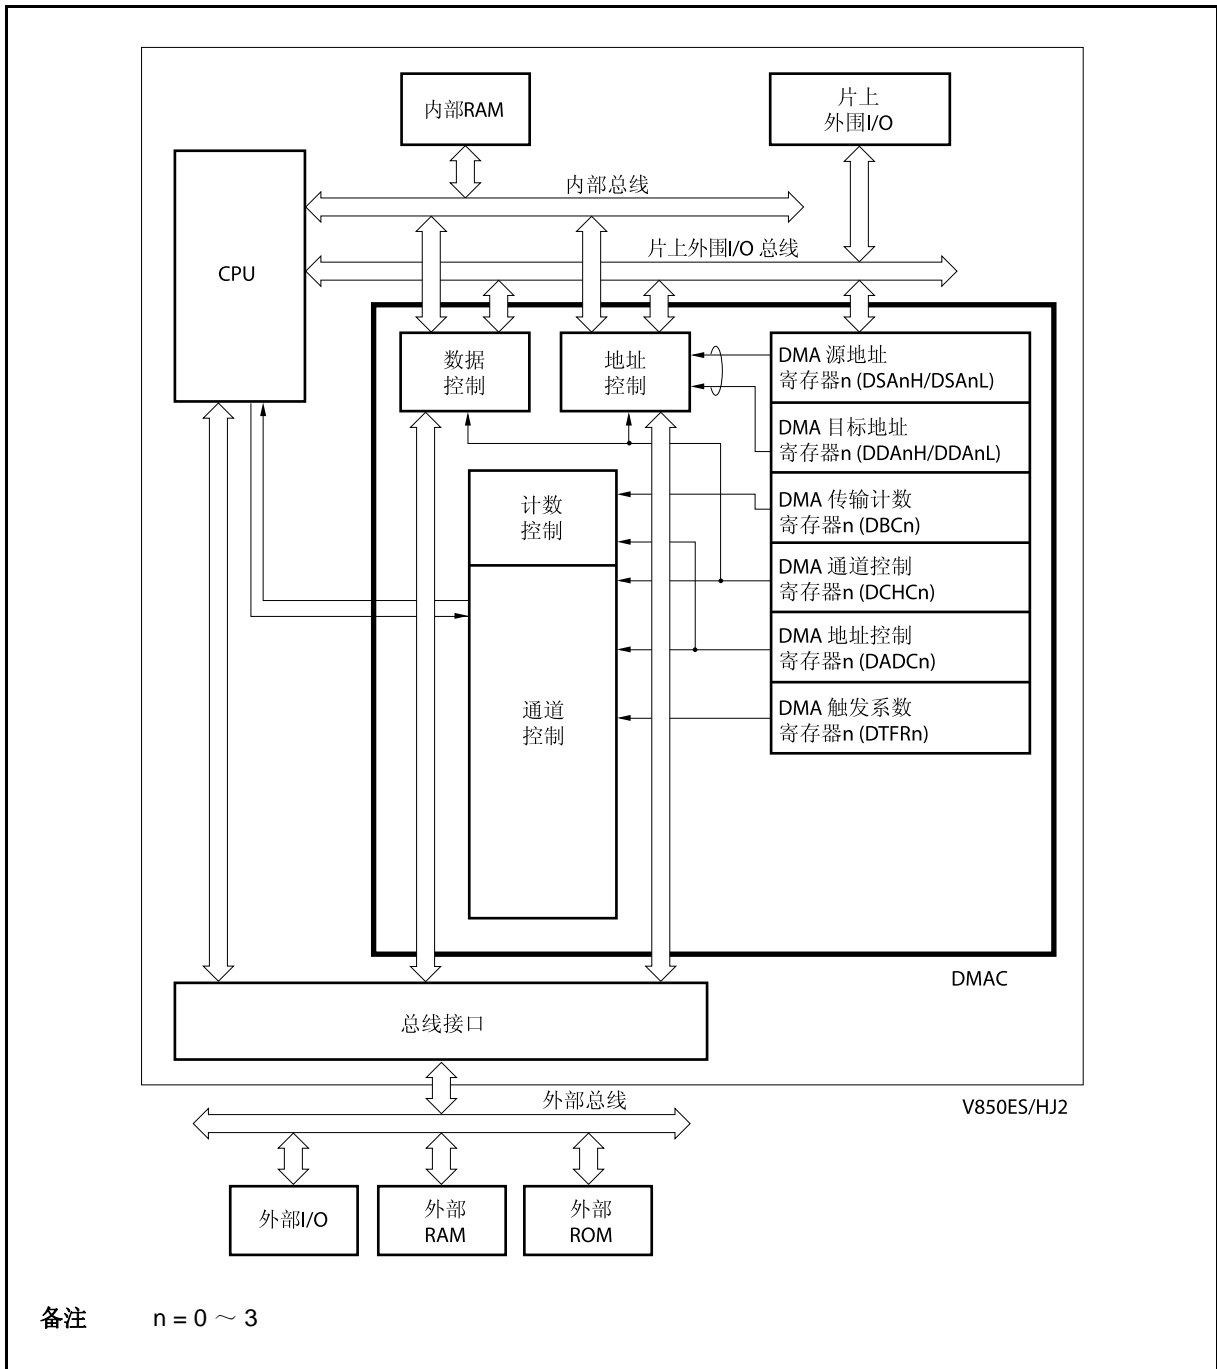 内部RAM
片上
外围I/O
内部总线
片上外围I/O 总线
CPU
数据
控制
地址
控制
DMA 源地址
寄存器n (DSAnH/DSAnL)
DMA 目标地址
寄存器n (DDAnH/DDAnL)
计数
控制
DMA 传输计数
寄存器n (DBCn)
DMA 通道控制
寄存器n (DCHCn)
DMA 地址控制
寄存器n (DADCn)
通道
控制
DMA 触发系数
寄存器n (DTFRn)
DMAC
总线接口
外部总线
V850ES/HJ2
外部I/O
外部
RAM
外部
ROM
备注 n = 0 ～ 3